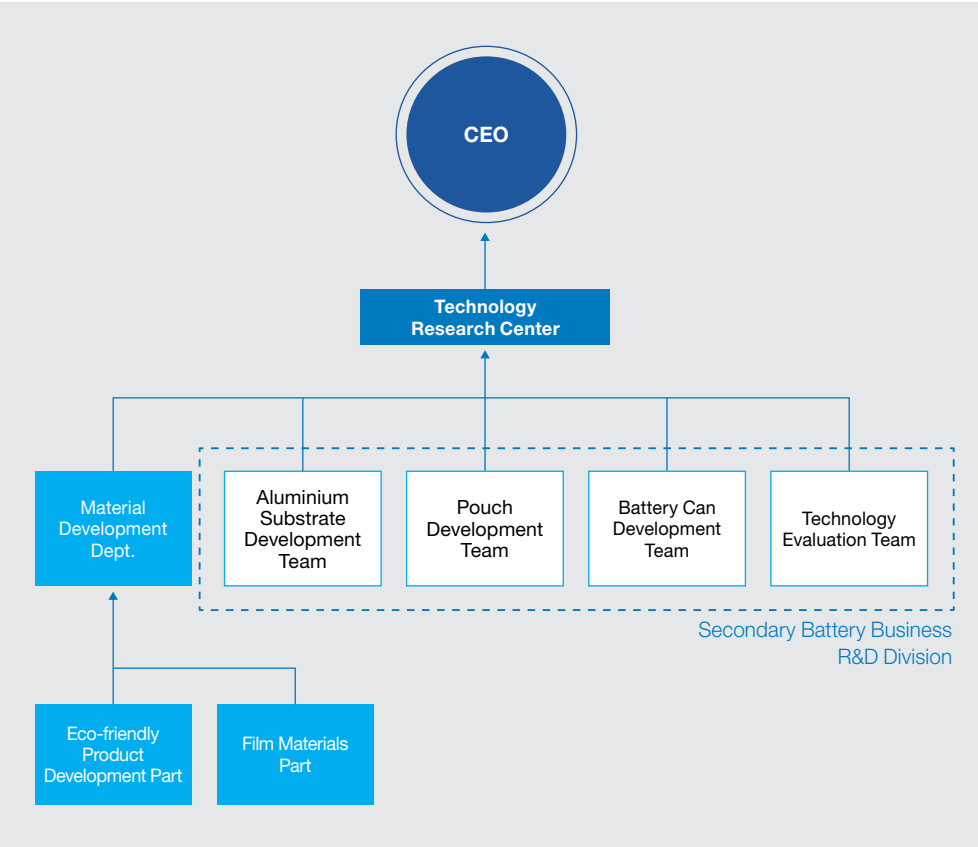 CEO
Technology
Research Center
Material
Development
Dept.
Aluminium
Substrate
Development
Team
Pouch
Development
Team
Battery Can
Development
Team
Technology
Evaluation Team
Secondary Battery Business
R&D Division
Eco-friendly
Product
Development Part
Film Materials
Part